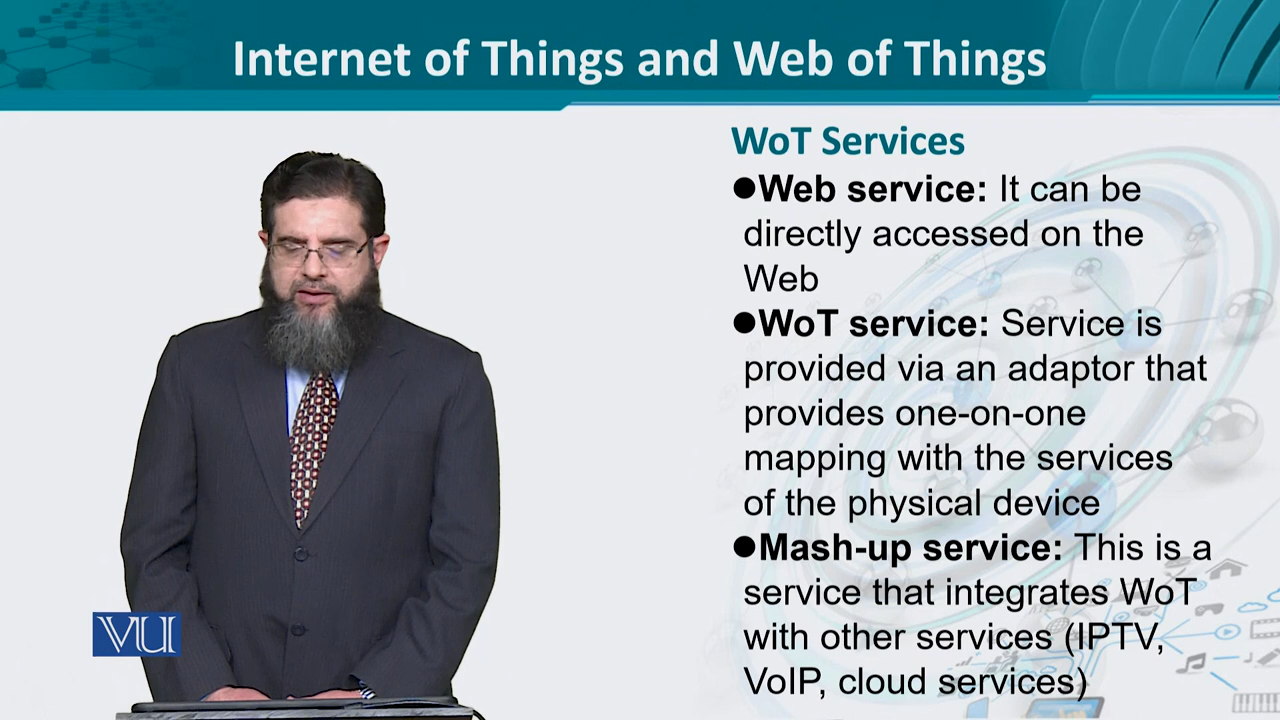 Internet of Things and Web of Things
WoT Services
●Web service: It can be
directly accessed on the
Web
●WoT service: Service is
provided via an adaptor that
provides one-on-one
mapping with the services
of the physical device
●Mash-up service: This is a
service that integrates WoT
with other services (IPTV,
VoIP, cloud services)
VU